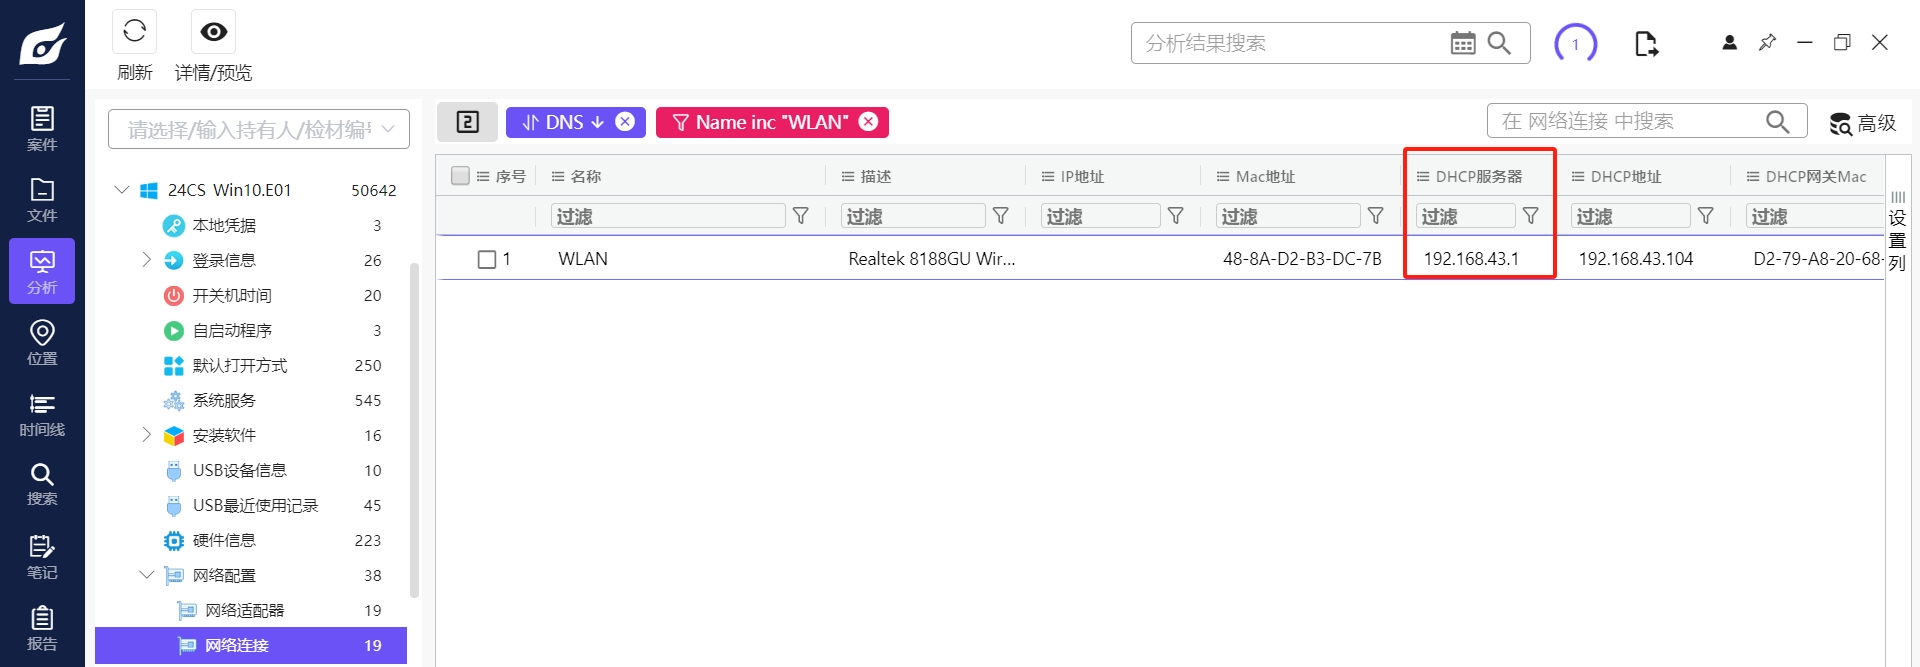 刷新
详情/预览
分析结果搜索
1
案件
文件
分析
位置
时间线
搜索
笔记
报告
24CS_Win10.E01 50642
本地凭据 3
登录信息 26
开关机时间 20
自启动程序 3
默认打开方式 250
系统服务 545
安装软件 16
USB设备信息 10
USB最近使用记录 45
硬件信息 223
网络配置 38
网络适配器 19
网络连接 19
请选择/输入持有人/检材编
2 DNS Name inc "WLAN" 在 网络连接 中搜索 高级
序号 名称 描述 IP地址 Mac地址 DHCP服务器 DHCP地址 DHCP网关Mac
过滤 过滤 过滤 过滤 过滤 过滤 过滤
1 WLAN Realtek 8188GU Wir... 48-8A-D2-B3-DC-7B 192.168.43.1 192.168.43.104 D2-79-A8-20-68-
设置列